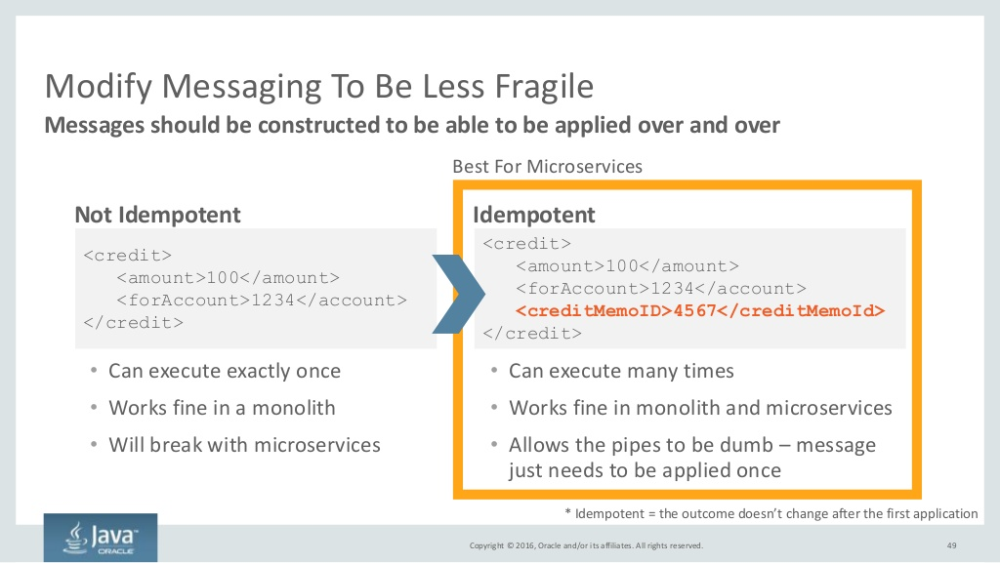 Modify Messaging To Be Less Fragile
Messages should be constructed to be able to be applied over and over
Best For Microservices
Not Idempotent
<credit>
<amount>100</amount>
<forAccount>1234</account>
</credit>
• Can execute exactly once
• Works fine in a monolith
• Will break with microservices
Idempotent
<credit>
<amount>100</amount>
<forAccount>1234</account>
<creditMemoID>4567</creditMemoId>
</credit>
• Can execute many times
• Works fine in monolith and microservices
• Allows the pipes to be dumb – message
just needs to be applied once
* Idempotent = the outcome doesn't change after the first application
Java™
ORACLE
Copyright © 2016, Oracle and/or its affiliates. All rights reserved.
49